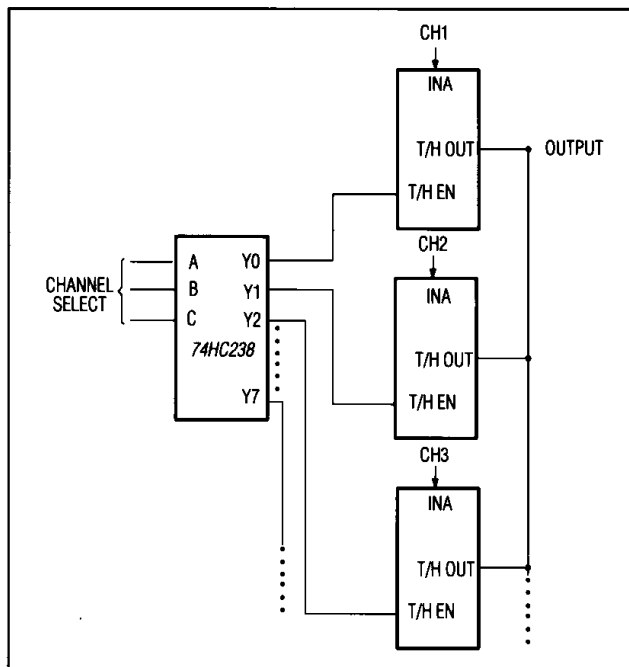 CH1
INA
T/H OUT
OUTPUT
T/H EN
CH2
INA
T/H OUT
T/H EN
CHANNEL
SELECT
A
B
C
Y0
Y1
Y2
74HC238
Y7
CH3
INA
T/H OUT
T/H EN